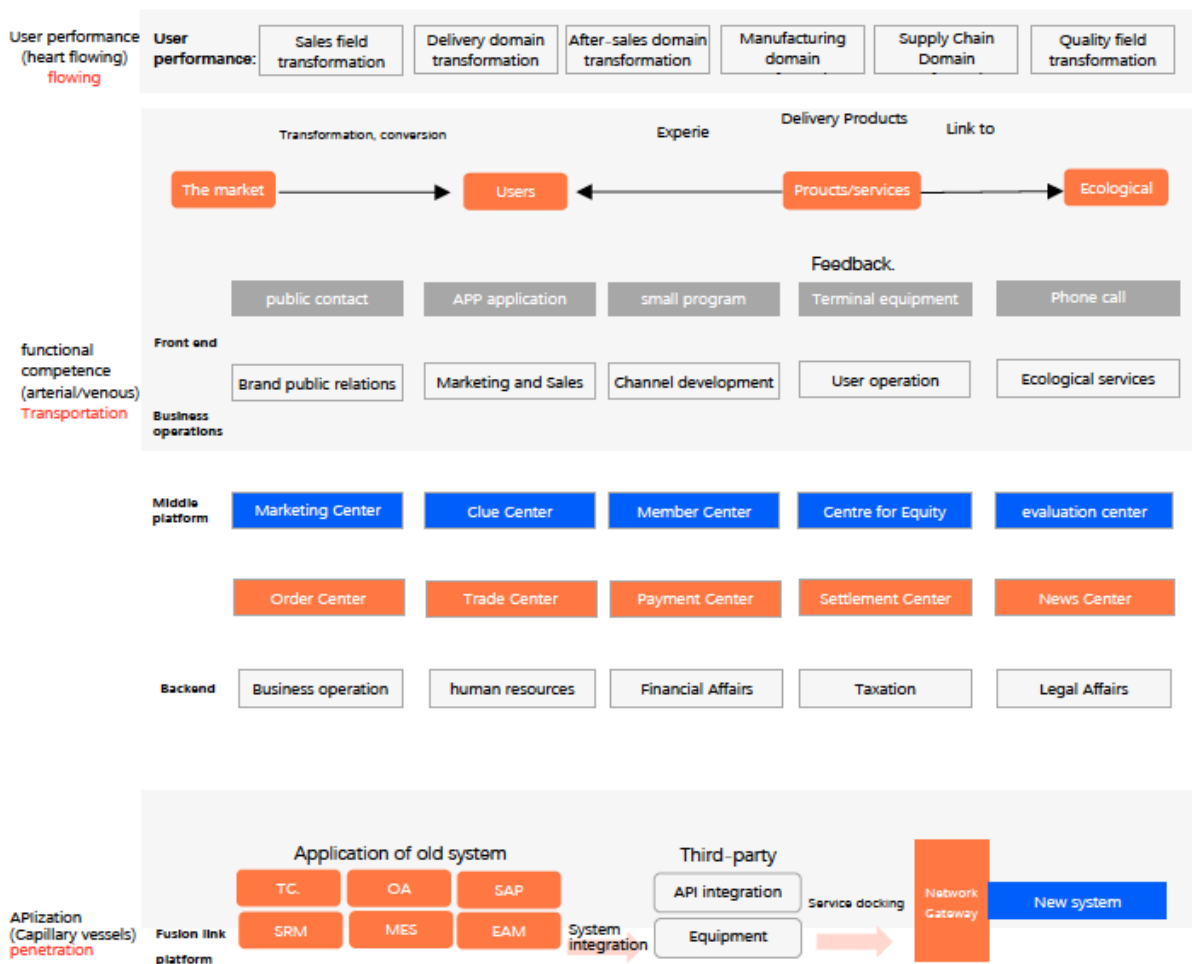 User performance
(heart flowing)
flowing
User
performance:
Sales field
transformation
Delivery domain
transformation
After-sales domain
transformation
Manufacturing
domain
Supply Chain
Domain
Quality field
transformation
Transformation, conversion
Experie
Delivery Products
Link to
The market
Users
Proucts/services
Ecological
Feedback.
public contact
APP application
small program
Terminal equipment
Phone call
Front end
functional
competence
(arterial/venous)
Transportation
Brand public relations
Marketing and Sales
Channel development
User operation
Ecological services
Business
operations
Middle
platform
Marketing Center
Clue Center
Member Center
Centre for Equity
evaluation center
Order Center
Trade Center
Payment Center
Settlement Center
News Center
Backend
Business operation
human resources
Financial Affairs
Taxation
Legal Affairs
Application of old system
Third-party
TC.
OA
SAP
SRM
MES
EAM
System
integration
API integration
Equipment
Service docking
Network
Gateway
New system
APIization
(Capillary vessels)
penetration
Fusion link
platform